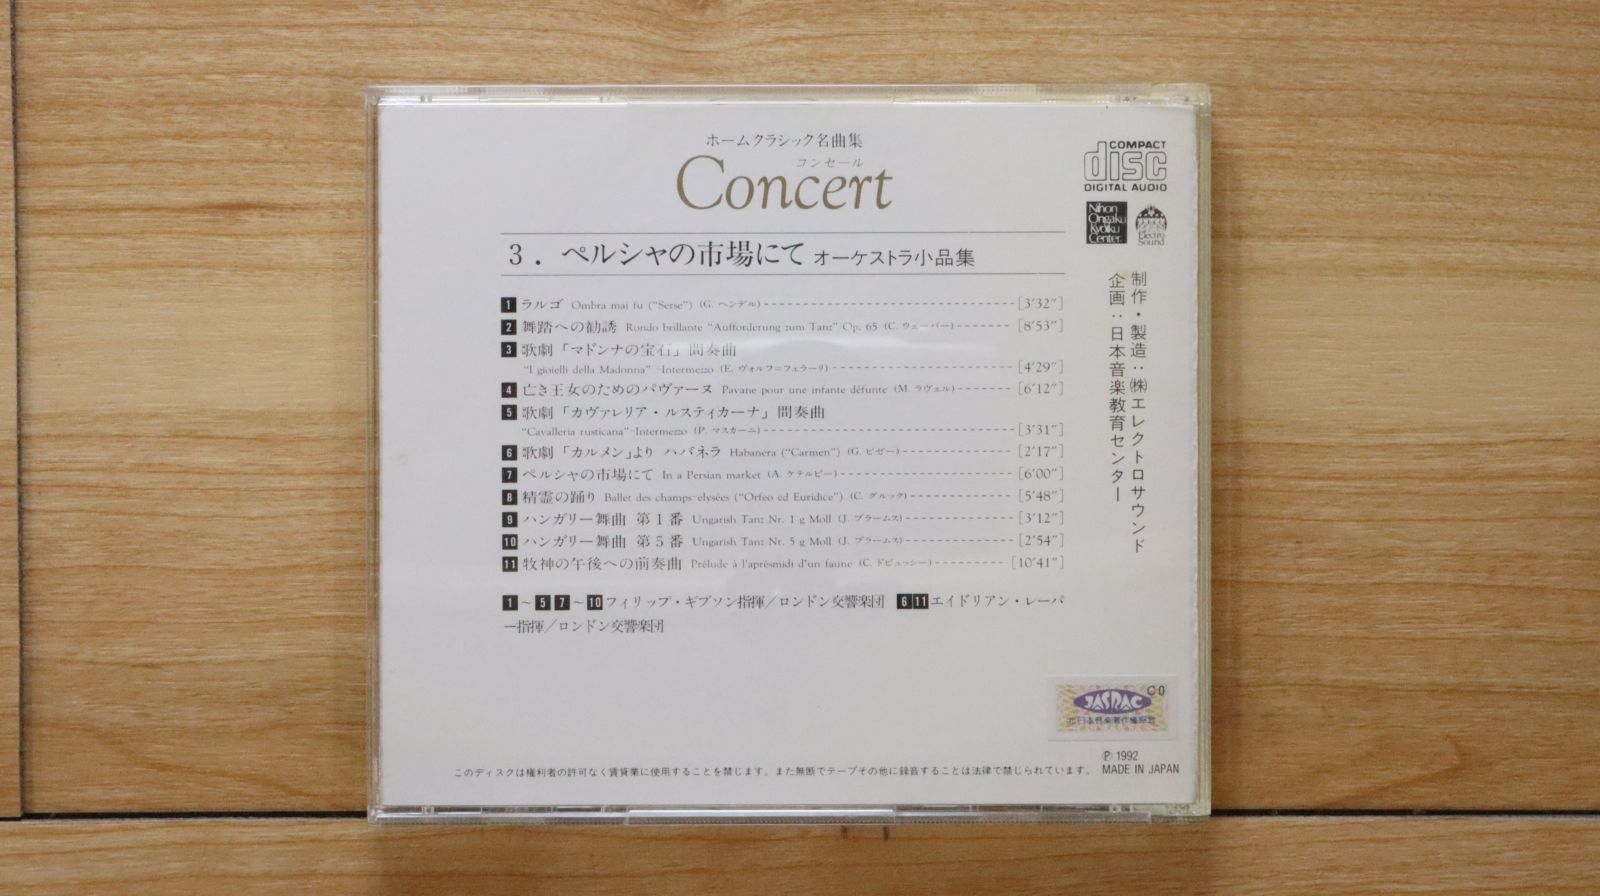 ホームクラシック名曲集
コンセール
Concert
3．ペルシャの市場にて オーケストラ小品集
1 ラルゴ Ombra mai fu (“Serse”) (G. ヘンデル) [3′32″]
2 舞踏への勧誘 Rondo brillante “Aufforderung zum Tanz” Op. 65 (C. ウェーバー) [8′53″]
3 歌劇「マドンナの宝石」間奏曲
“I gioielli della Madonna” -Intermezzo (E. ヴォルフ=フェラーリ) [4′29″]
4 亡き王女のためのパヴァーヌ Pavane pour une infante défunte (M. ラヴェル) [6′12″]
5 歌劇「カヴァレリア・ルスティカーナ」間奏曲
“Cavalleria rusticana” -Intermezzo (P. マスカーニ) [3′31″]
6 歌劇「カルメン」より ハバネラ Habanera (“Carmen”) (G. ビゼー) [2′17″]
7 ペルシャの市場にて In a Persian market (A. ケテルビー) [6′00″]
8 精霊の踊り Ballet des champs-elysées (“Orfeo ed Euridice”) (C. グルック) [5′48″]
9 ハンガリー舞曲 第1番 Ungarish Tanz Nr. 1 g Moll (J. ブラームス) [3′12″]
10 ハンガリー舞曲 第5番 Ungarish Tanz Nr. 5 g Moll (J. ブラームス) [2′54″]
11 牧神の午後への前奏曲 Prélude à l'aprésmidi d'un faune (C. ドビュッシー) [10′41″]
1～5 7～10 フィリップ・ギブソン指揮／ロンドン交響楽団 6 11 エイドリアン・レーパ
ー指揮／ロンドン交響楽団
COMPACT
disc
DIGITAL AUDIO
Nihon
Ongaku
Kyōiku
Center.
Electro-
Sound
制作・製造：㈱エレクトロサウンド
企画：日本音楽教育センター
C0
JASRAC
日本音楽著作権協会
Ⓟ 1992
MADE IN JAPAN
このディスクは権利者の許可なく賃貸業に使用することを禁じます。また無断でテープその他に録音することは法律で禁じられています。